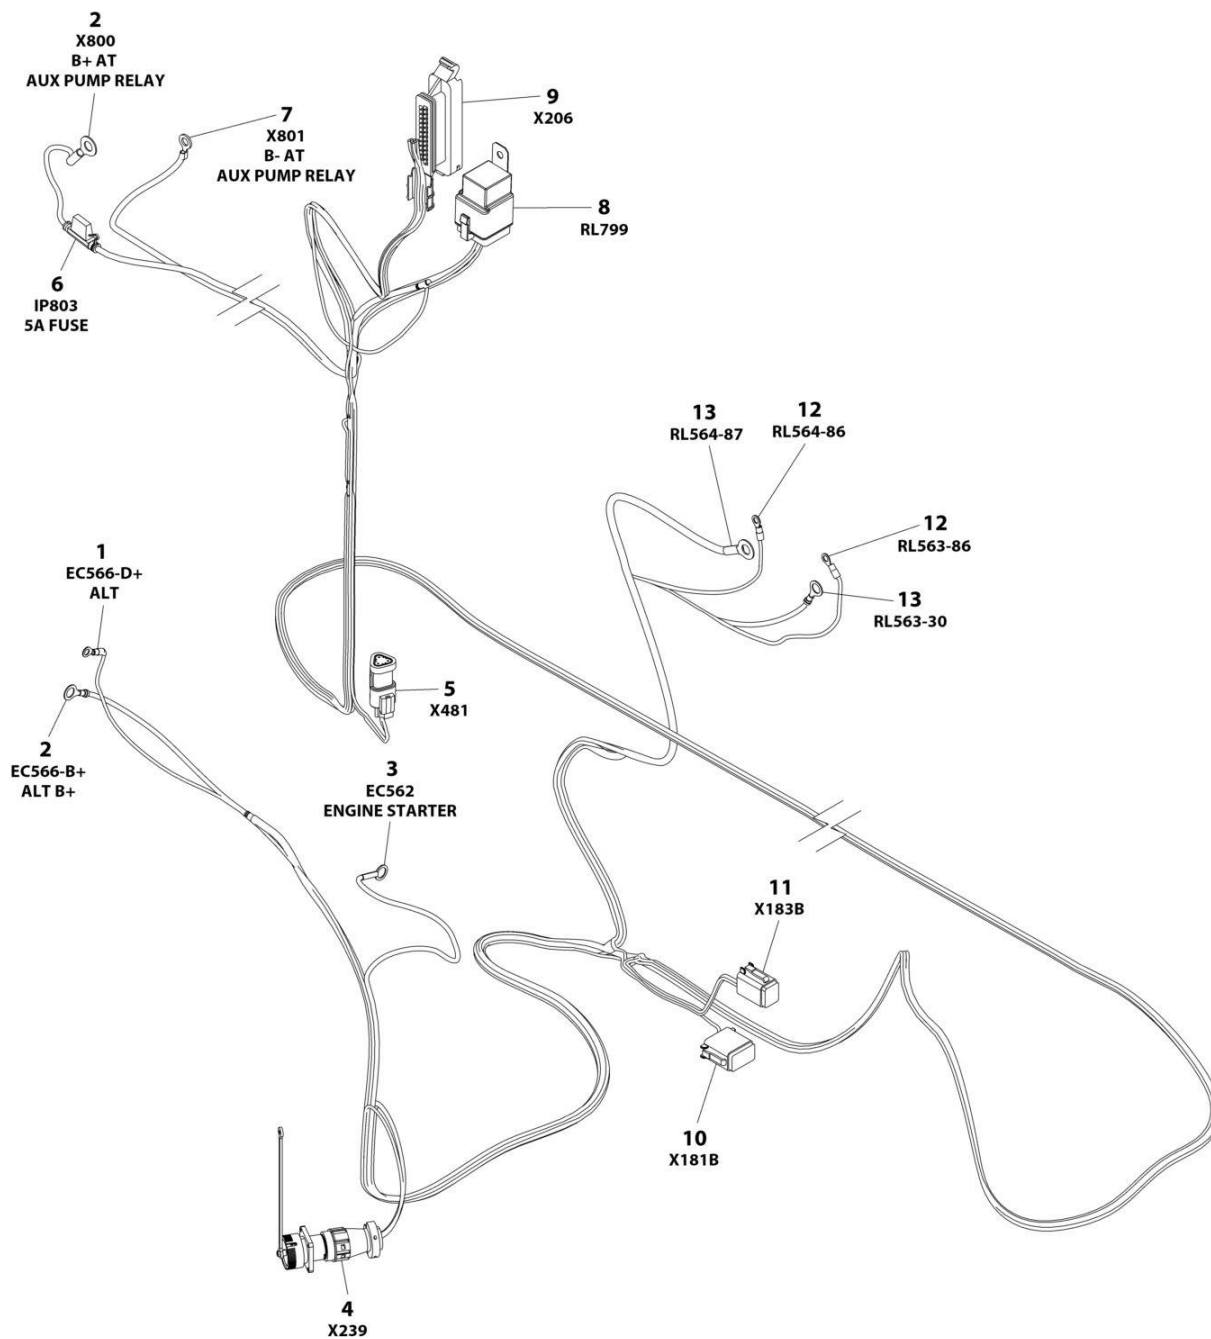 2
X800
B+ AT
AUX PUMP RELAY
7
X801
B- AT
AUX PUMP RELAY
9
X206
8
RL799
6
IP803
5A FUSE
13
RL564-87
12
RL564-86
12
RL563-86
13
RL563-30
1
EC566-D+
ALT
5
X481
2
EC566-B+
ALT B+
3
EC562
ENGINE STARTER
11
X183B
10
X181B
4
X239